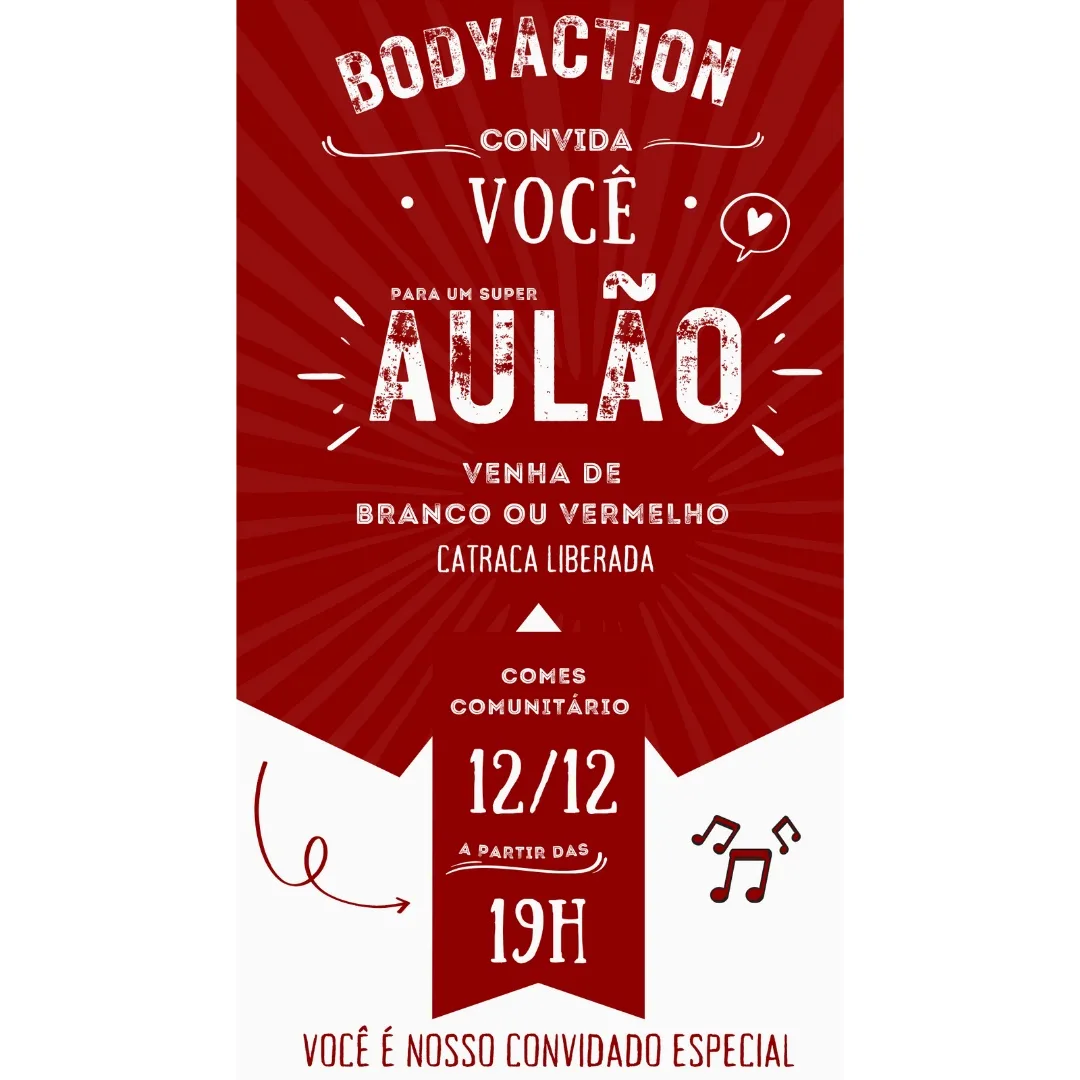 BODYACTION
CONVIDA
VOCÊ
PARA UM SUPER
AULÃO
VENHA DE
BRANCO OU VERMELHO
CATRACA LIBERADA
COMES
COMUNITÁRIO
12/12
A PARTIR DAS
19H
VOCÊ É NOSSO CONVIDADO ESPECIAL